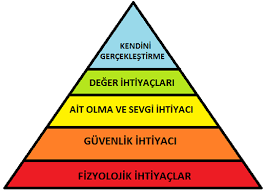 KENDİNİ
GERÇEKLEŞTİRME
DEĞER İHTİYAÇLARI
AİT OLMA VE SEVGİ İHTİYACI
GÜVENLİK İHTİYACI
FİZYOLOJİK İHTİYAÇLAR